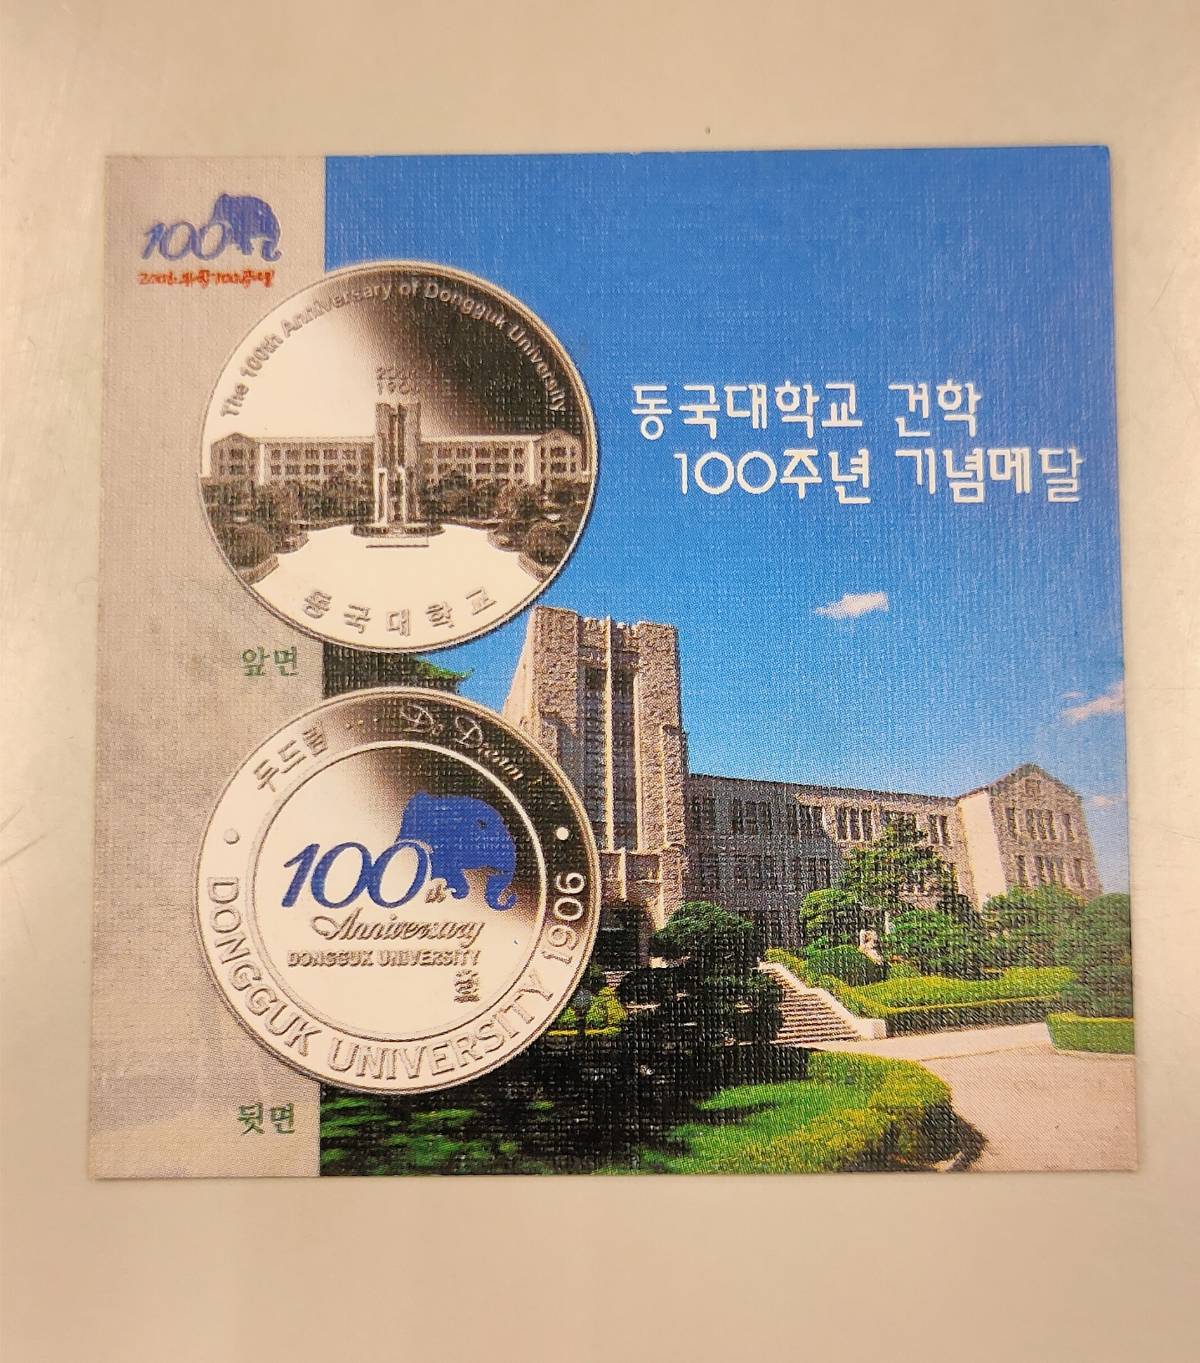 100
The 100th Anniversary of Dongguk University
동국대학교
앞면
동국대학교 건학
100주년 기념메달
두드림 ... Do Dream
100th
Anniversary
DONGGUK UNIVERSITY
DONGGUK UNIVERSITY 1906
뒷면